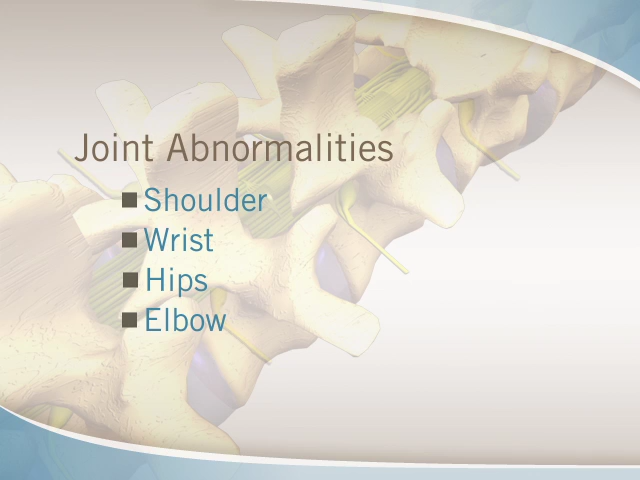 Joint Abnormalities
■Shoulder
■Wrist
■Hips
■Elbow